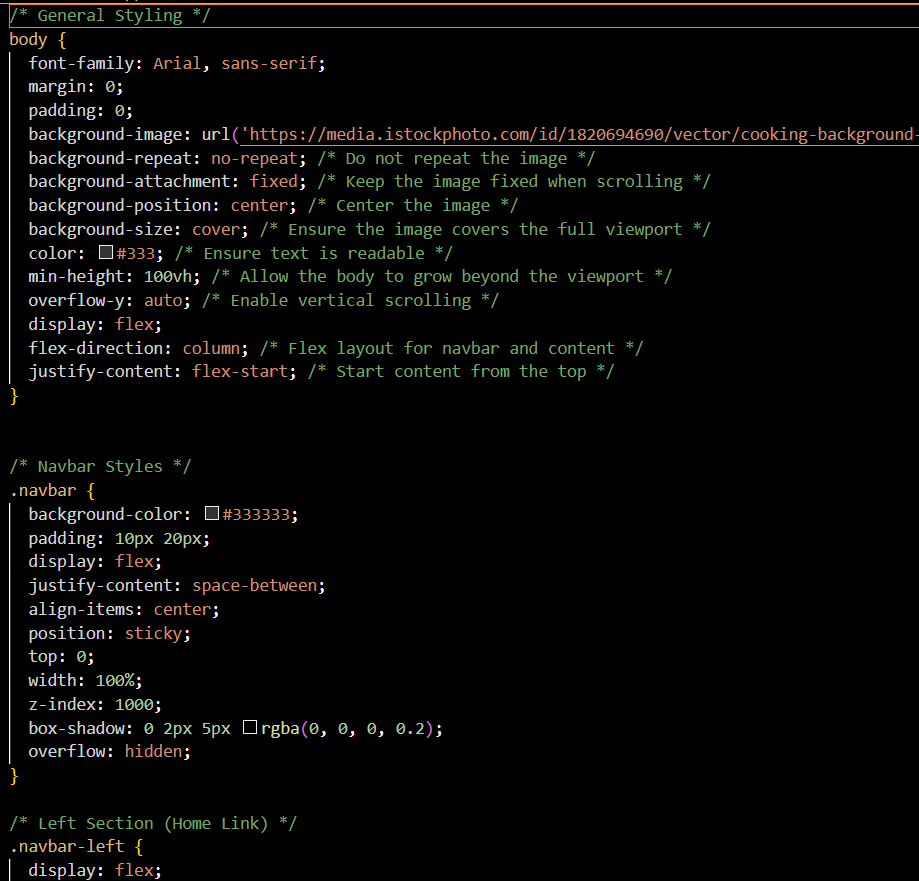 /* General Styling */
body {
  font-family: Arial, sans-serif;
  margin: 0;
  padding: 0;
  background-image: url('https://media.istockphoto.com/id/1820694690/vector/cooking-background-
  background-repeat: no-repeat; /* Do not repeat the image */
  background-attachment: fixed; /* Keep the image fixed when scrolling */
  background-position: center; /* Center the image */
  background-size: cover; /* Ensure the image covers the full viewport */
  color: #333; /* Ensure text is readable */
  min-height: 100vh; /* Allow the body to grow beyond the viewport */
  overflow-y: auto; /* Enable vertical scrolling */
  display: flex;
  flex-direction: column; /* Flex layout for navbar and content */
  justify-content: flex-start; /* Start content from the top */
}
/* Navbar Styles */
.navbar {
  background-color: #333333;
  padding: 10px 20px;
  display: flex;
  justify-content: space-between;
  align-items: center;
  position: sticky;
  top: 0;
  width: 100%;
  z-index: 1000;
  box-shadow: 0 2px 5px rgba(0, 0, 0, 0.2);
  overflow: hidden;
}
/* Left Section (Home Link) */
.navbar-left {
  display: flex;